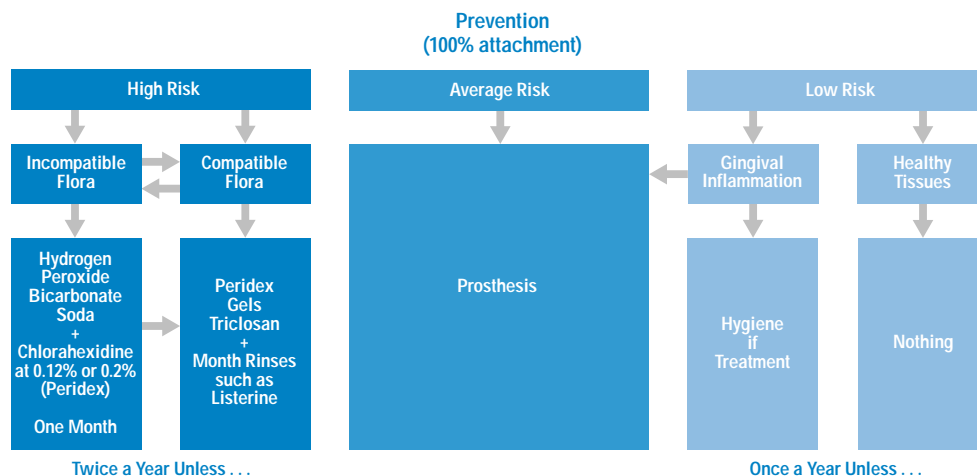 Prevention
(100% attachment)
High Risk
Average Risk
Low Risk
Incompatible
Flora
Compatible
Flora
Gingival
Inflammation
Healthy
Tissues
Hydrogen
Peroxide
Bicarbonate
Soda
+
Chlorahexidine
at 0.12% or 0.2%
(Peridex)
One Month
Peridex
Gels
Triclosan
+
Month Rinses
such as
Listerine
Prosthesis
Hygiene
if
Treatment
Nothing
Twice a Year Unless . . .
Once a Year Unless . . .